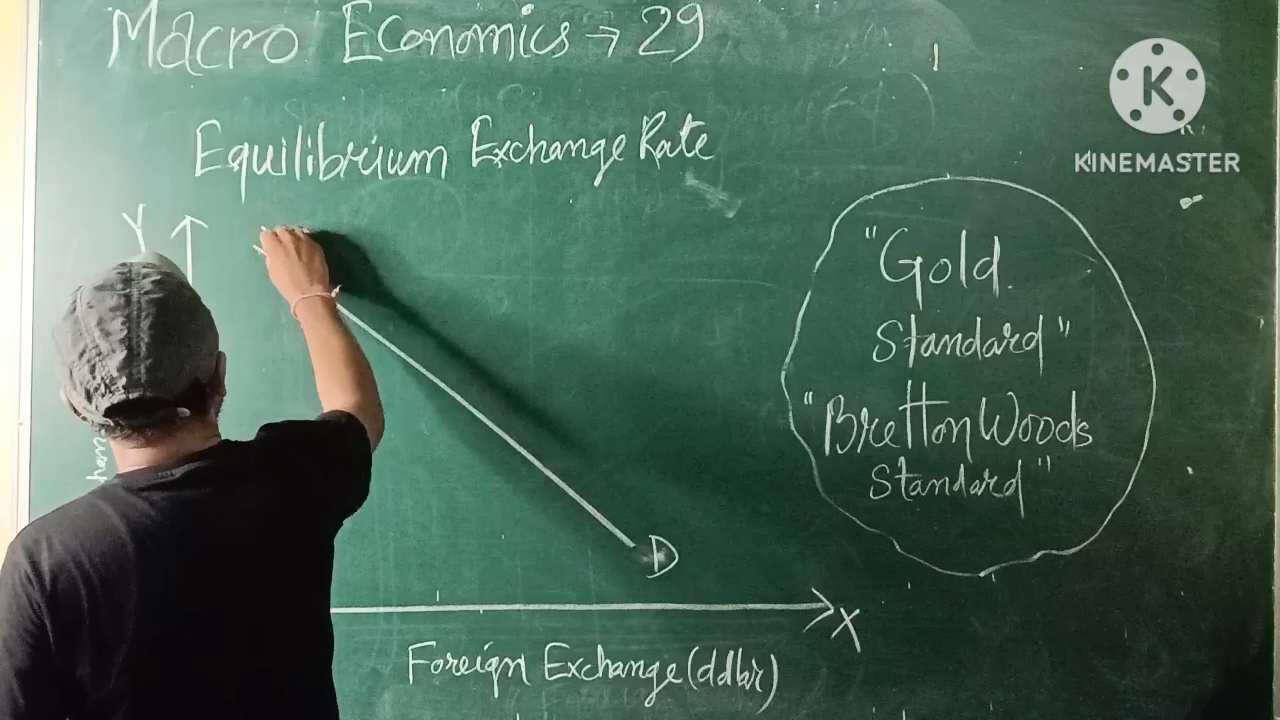 Macro Economics → 29
Equilibrium Exchange Rate
Y
"Gold
Standard"
"Bretton Woods
Standard"
D
X
Foreign Exchange (dollar)
K
KINEMASTER